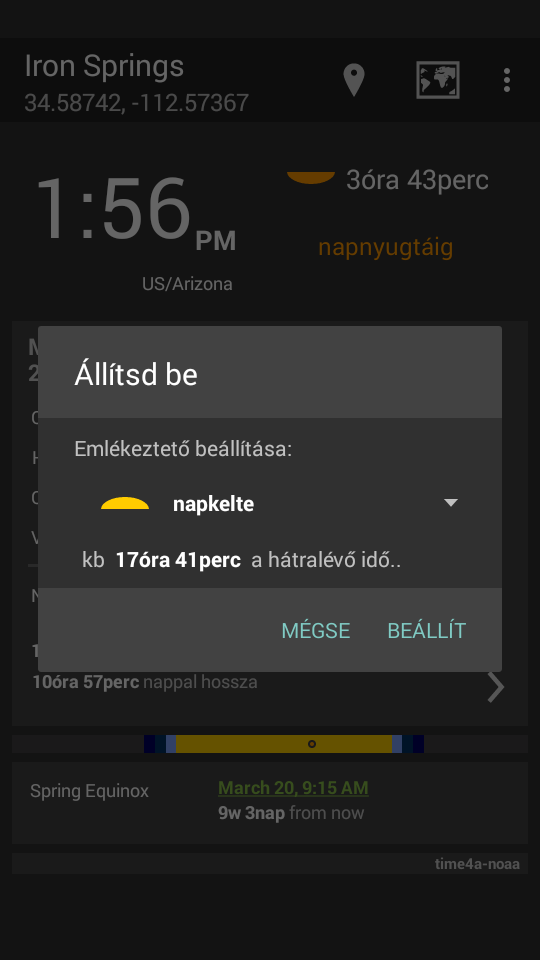 Iron Springs
34.58742, -112.57367
1:56 PM
3óra 43perc
napnyugtáig
US/Arizona
Állítsd be
Emlékeztető beállítása:
napkelte
kb 17óra 41perc a hátralévő idő..
MÉGSE BEÁLLÍT
10óra 57perc nappal hossza
Spring Equinox
March 20, 9:15 AM
9w 3nap from now
time4a-noaa